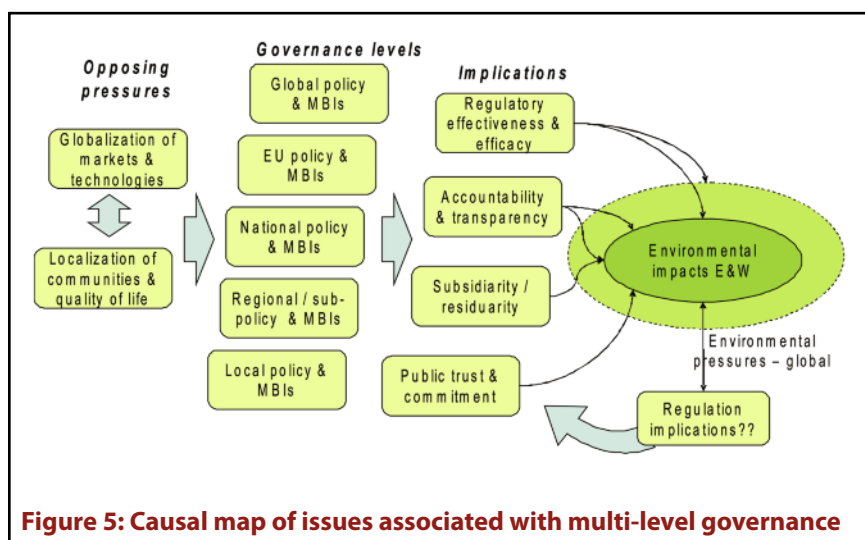 Opposing
pressures
Globalization of
markets &
technologies
Localization of
communities &
quality of life
Governance levels
Global policy
& MBIs
EU policy &
MBIs
National policy
& MBIs
Regional / sub-
policy & MBIs
Local policy &
MBIs
Implications
Regulatory
effectiveness &
efficacy
Accountability
& transparency
Subsidiarity /
residuarity
Public trust &
commitment
Environmental
impacts E&W
Environmental
pressures – global
Regulation
implications??
Figure 5: Causal map of issues associated with multi-level governance